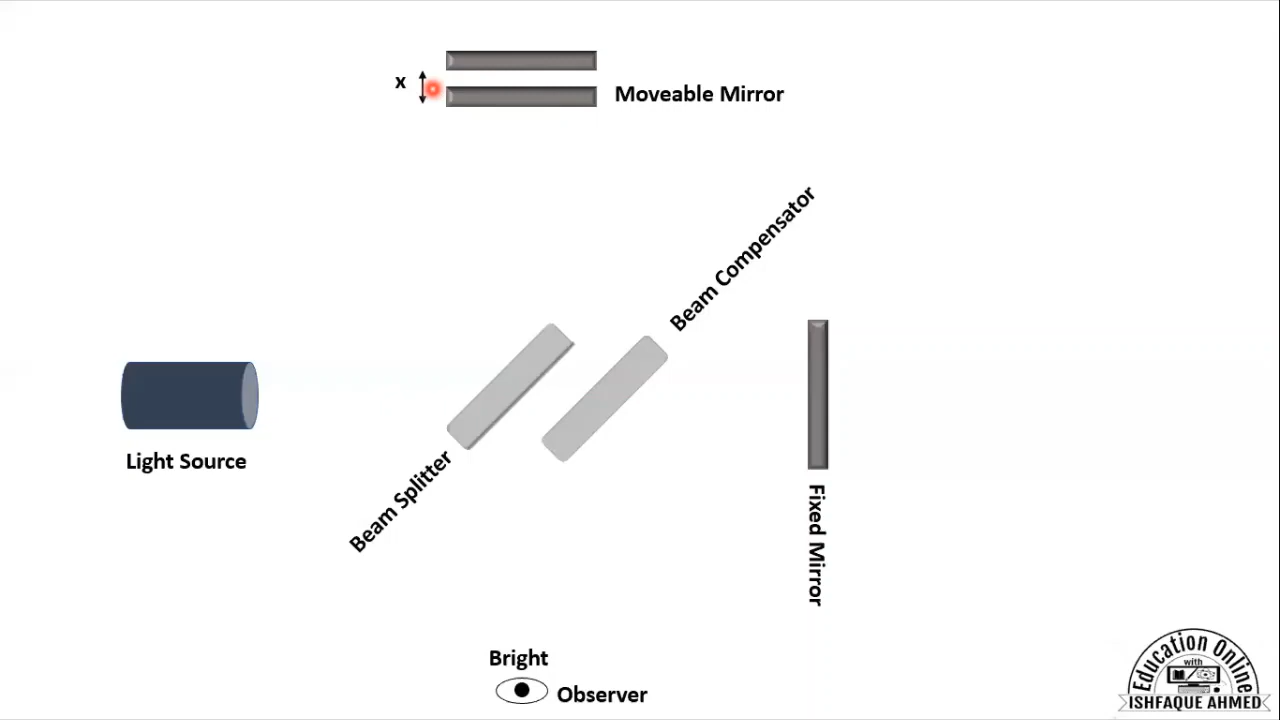 x
Moveable Mirror
Beam Compensator
Light Source
Beam Splitter
Fixed Mirror
Bright
Observer
Education Online
with
ISHFAQUE AHMED